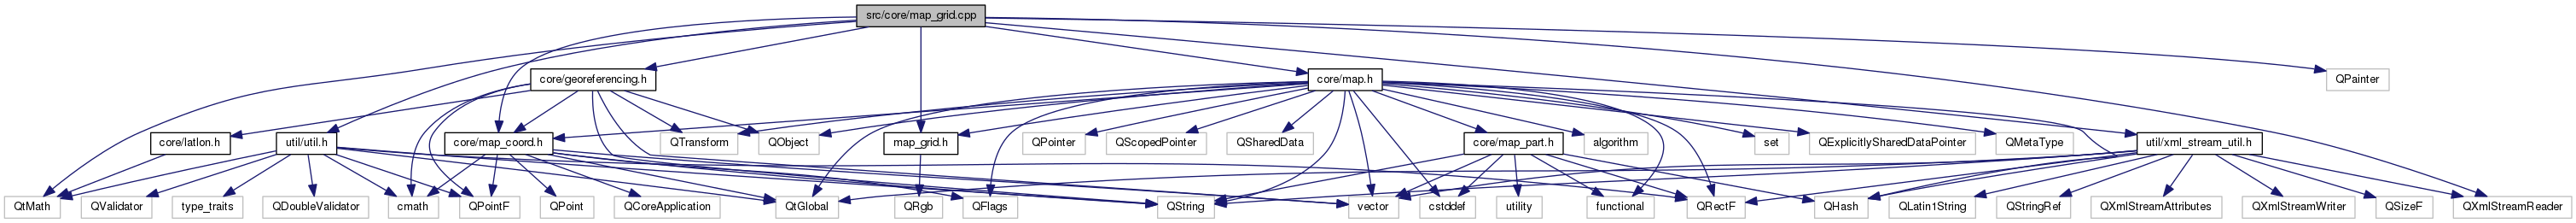 src/core/map_grid.cpp
core/georeferencing.h
core/map.h
QPainter
core/latlon.h
util/util.h
core/map_coord.h
QTransform
QObject
map_grid.h
QPointer
QScopedPointer
QSharedData
core/map_part.h
algorithm
set
QExplicitlySharedDataPointer
QMetaType
util/xml_stream_util.h
QtMath
QValidator
type_traits
QDoubleValidator
cmath
QPointF
QPoint
QCoreApplication
QtGlobal
QRgb
QFlags
QString
vector
cstddef
utility
functional
QRectF
QHash
QLatin1String
QStringRef
QXmlStreamAttributes
QXmlStreamWriter
QSizeF
QXmlStreamReader